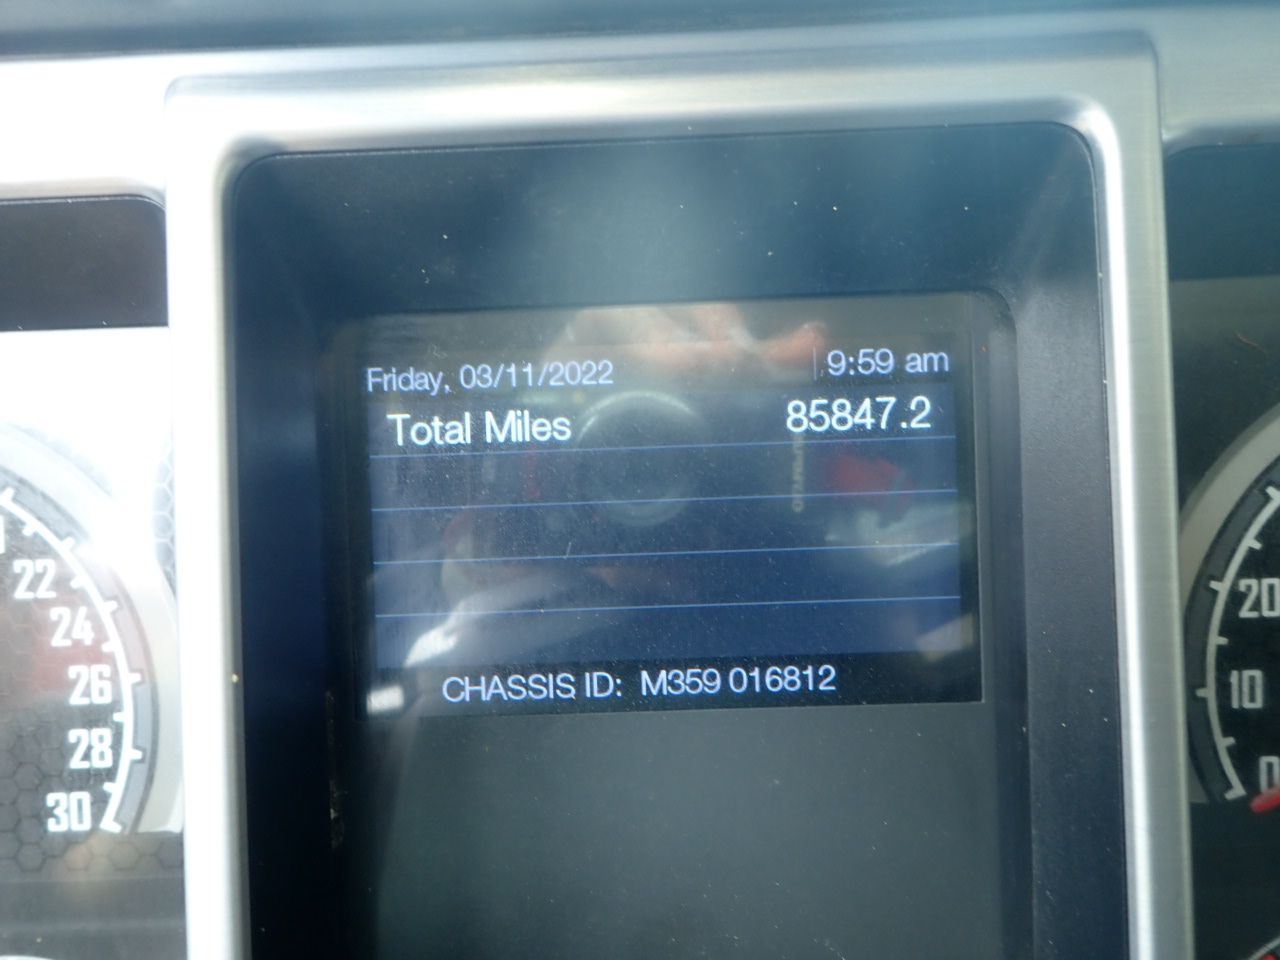 Friday, 03/11/2022 9:59 am
Total Miles 85847.2
CHASSIS ID: M359 016812
22
24
26
28
30
20
10
0